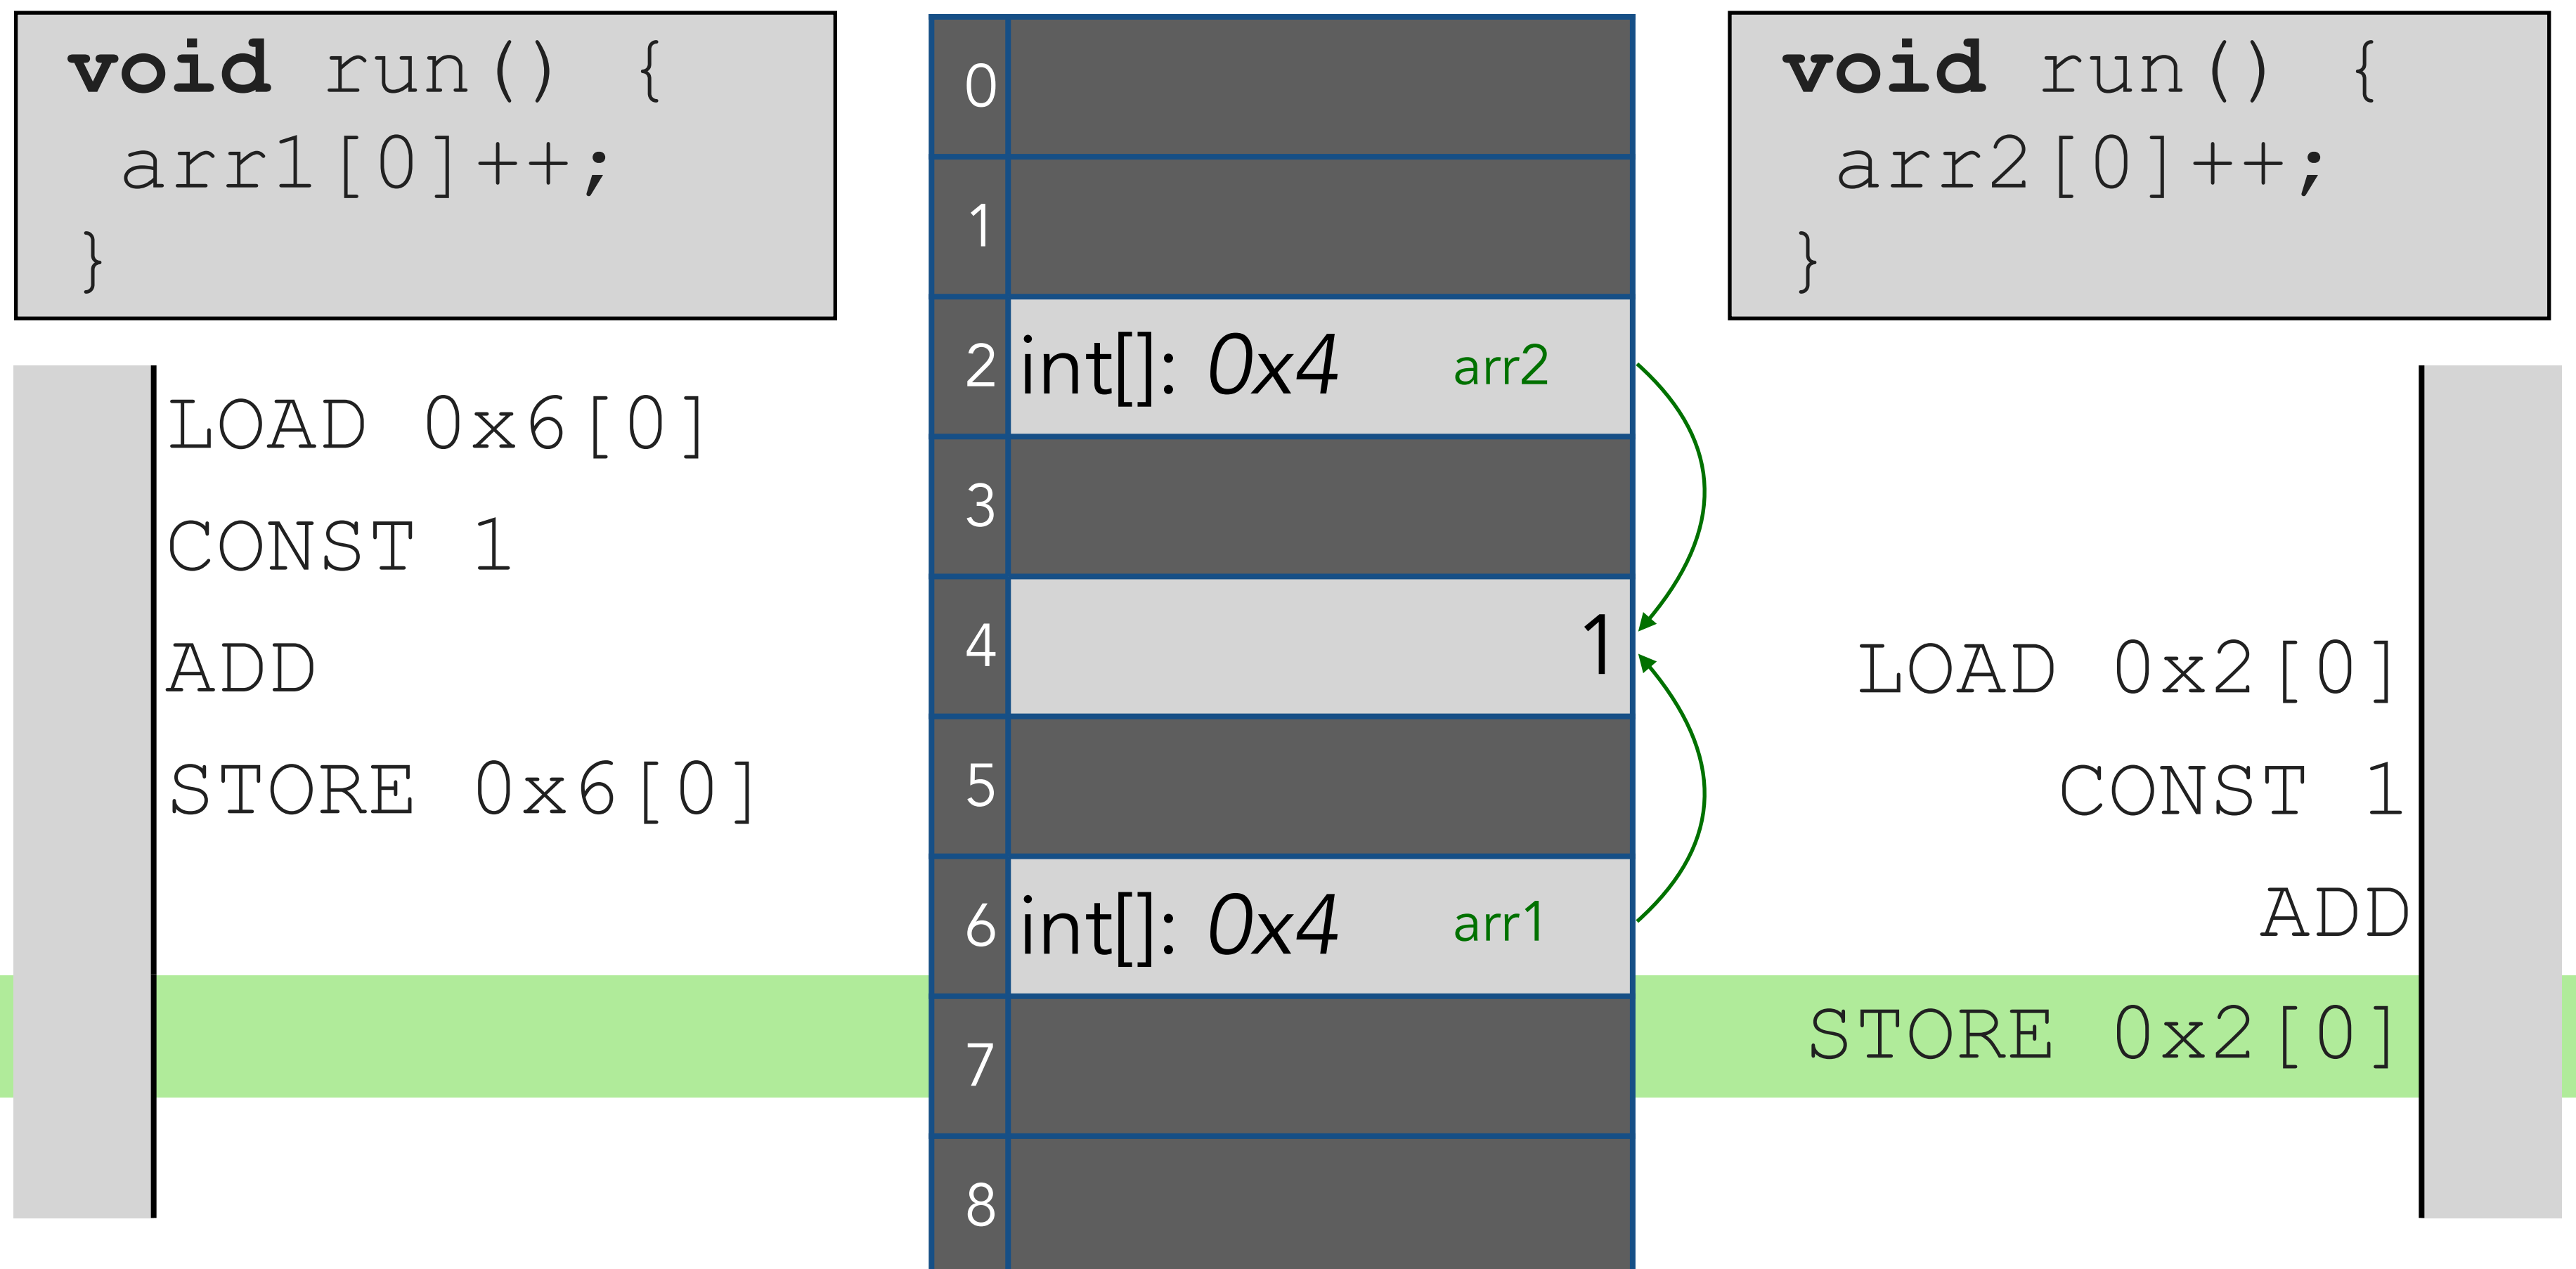 void run() {
arr1[0]++;
}
LOAD 0x6[0]
CONST 1
ADD
STORE 0x6[0]
0
1
2 int[]: 0x4 arr2
3
4 1
5
6 int[]: 0x4 arr1
7
8
void run() {
arr2[0]++;
}
LOAD 0x2[0]
CONST 1
ADD
STORE 0x2[0]